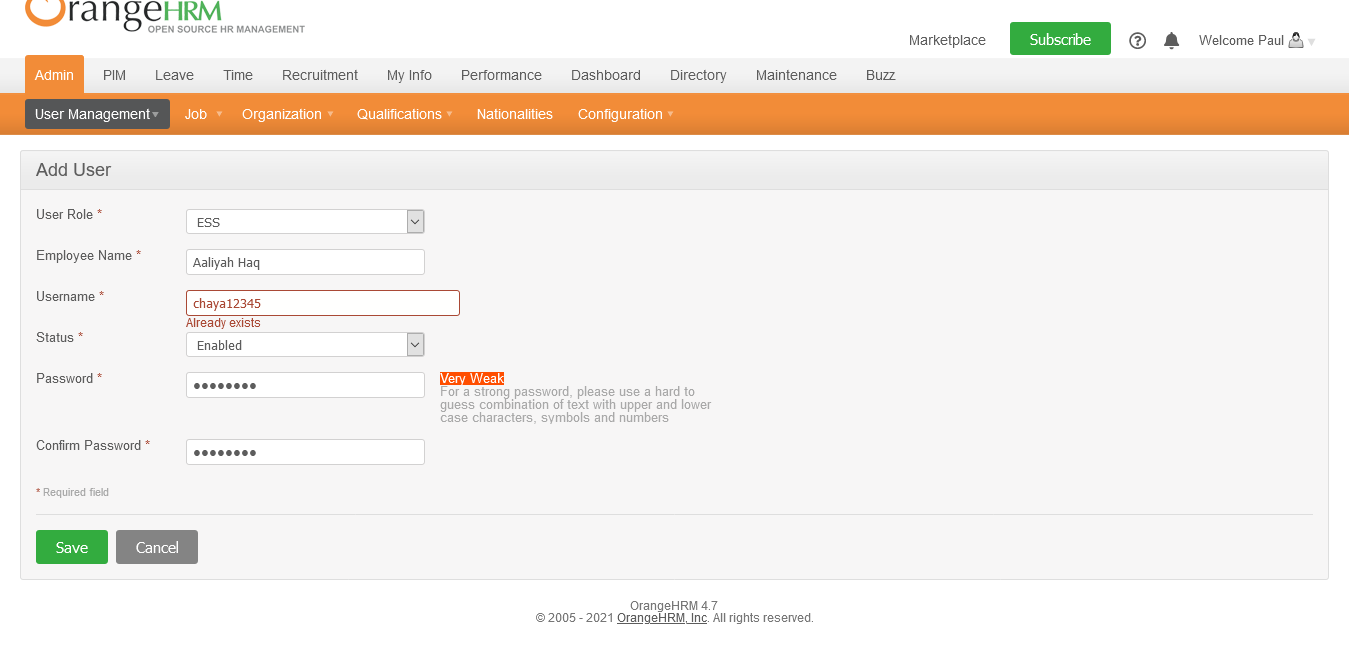 OrangeHRM
OPEN SOURCE HR MANAGEMENT
Marketplace Subscribe ? Welcome Paul
Admin PIM Leave Time Recruitment My Info Performance Dashboard Directory Maintenance Buzz
User Management Job Organization Qualifications Nationalities Configuration
Add User
User Role * ESS
Employee Name * Aaliyah Haq
Username * chaya12345
Already exists
Status * Enabled
Password * ●●●●●●●● Very Weak
For a strong password, please use a hard to
guess combination of text with upper and lower
case characters, symbols and numbers
Confirm Password * ●●●●●●●●
* Required field
Save Cancel
OrangeHRM 4.7
© 2005 - 2021 OrangeHRM, Inc. All rights reserved.